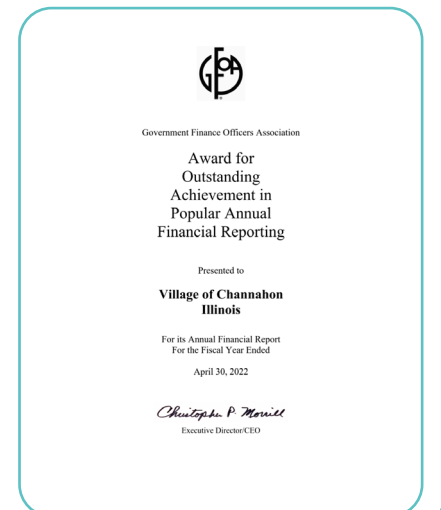 GFOA
Government Finance Officers Association
Award for
Outstanding
Achievement in
Popular Annual
Financial Reporting
Presented to
Village of Channahon
Illinois
For its Annual Financial Report
For the Fiscal Year Ended
April 30, 2022
Christopher P. Morrill
Executive Director/CEO